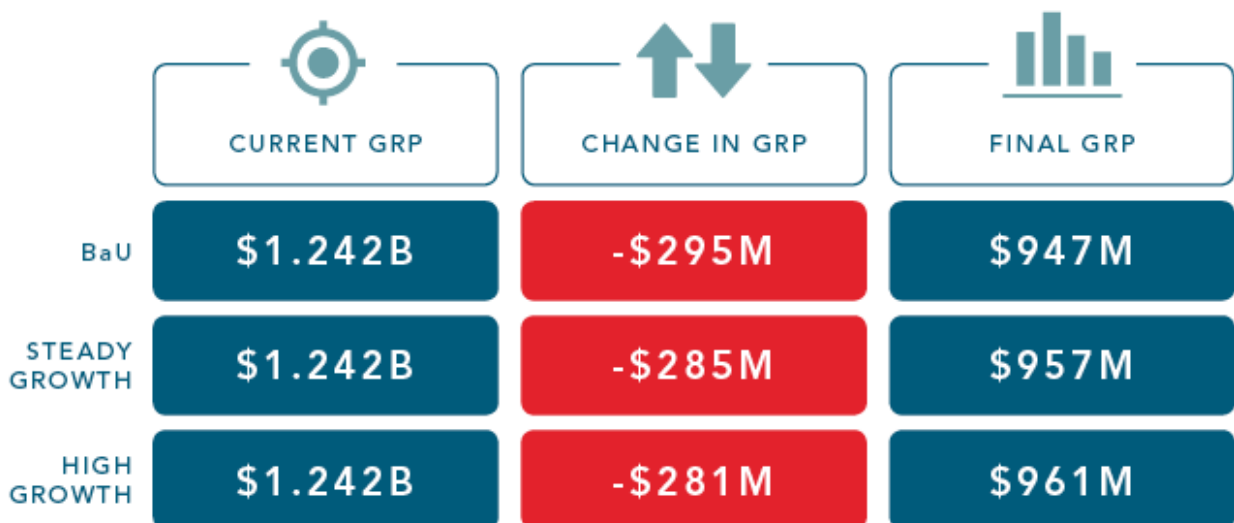 CURRENT GRP CHANGE IN GRP FINAL GRP
BaU $1.242B -$295M $947M
STEADY
GROWTH $1.242B -$285M $957M
HIGH
GROWTH $1.242B -$281M $961M